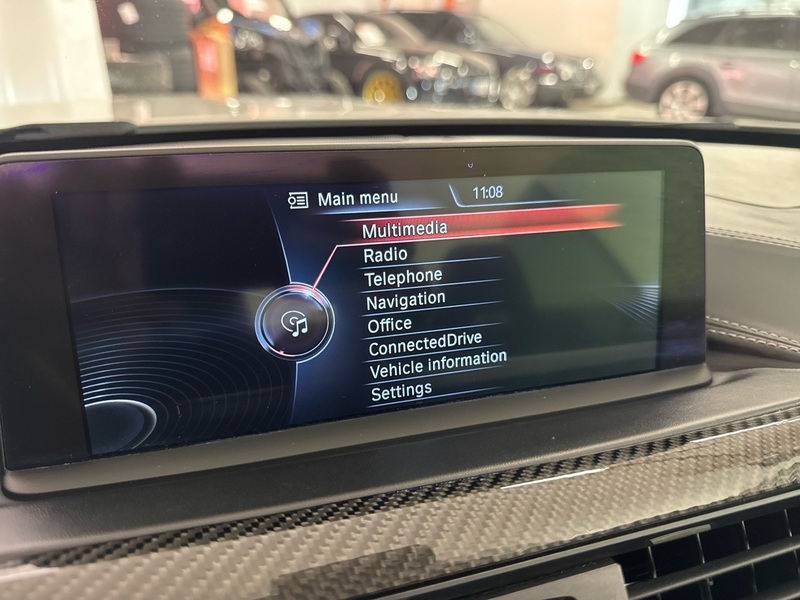 Main menu
11:08
Multimedia
Radio
Telephone
Navigation
Office
ConnectedDrive
Vehicle information
Settings